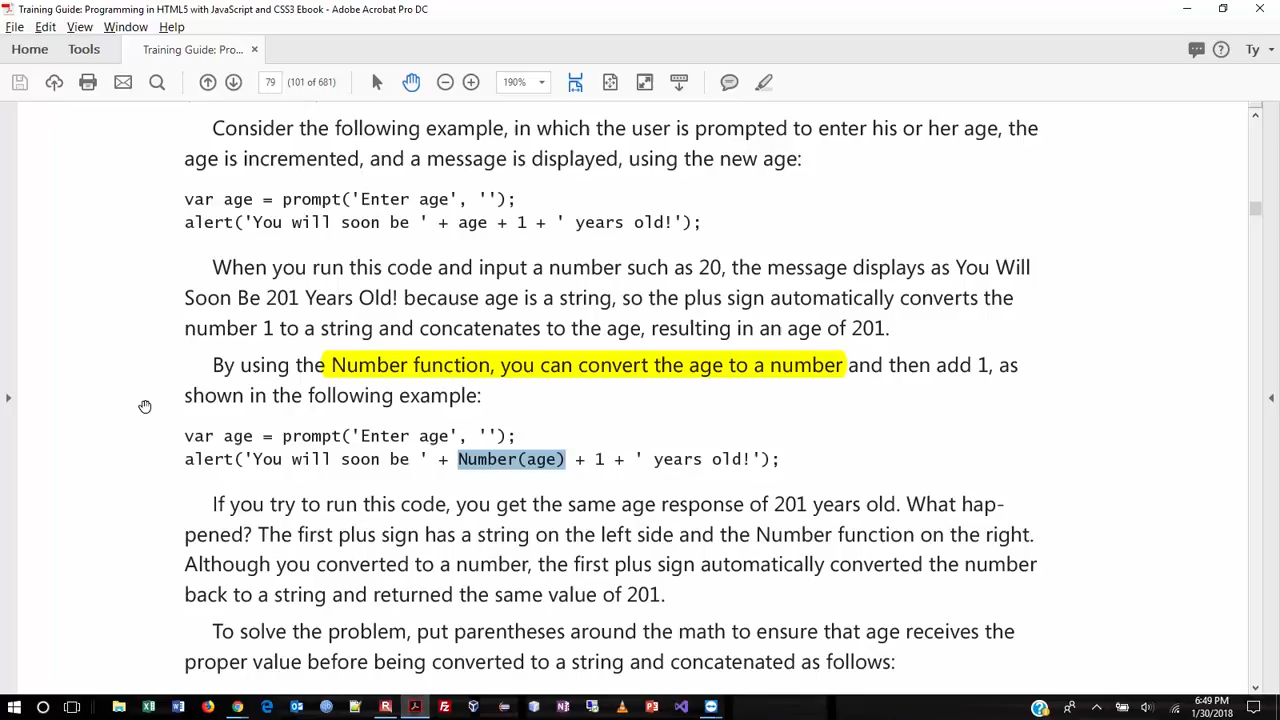 Training Guide: Programming in HTML5 with JavaScript and CSS3 Ebook - Adobe Acrobat Pro DC
File Edit View Window Help
Home Tools Training Guide: Pro... × Ty
79 (101 of 681) 190%
Consider the following example, in which the user is prompted to enter his or her age, the
age is incremented, and a message is displayed, using the new age:
var age = prompt('Enter age', '');
alert('You will soon be ' + age + 1 + ' years old!');
When you run this code and input a number such as 20, the message displays as You Will
Soon Be 201 Years Old! because age is a string, so the plus sign automatically converts the
number 1 to a string and concatenates to the age, resulting in an age of 201.
By using the Number function, you can convert the age to a number and then add 1, as
shown in the following example:
var age = prompt('Enter age', '');
alert('You will soon be ' + Number(age) + 1 + ' years old!');
If you try to run this code, you get the same age response of 201 years old. What hap-
pened? The first plus sign has a string on the left side and the Number function on the right.
Although you converted to a number, the first plus sign automatically converted the number
back to a string and returned the same value of 201.
To solve the problem, put parentheses around the math to ensure that age receives the
proper value before being converted to a string and concatenated as follows:
6:49 PM
1/30/2018